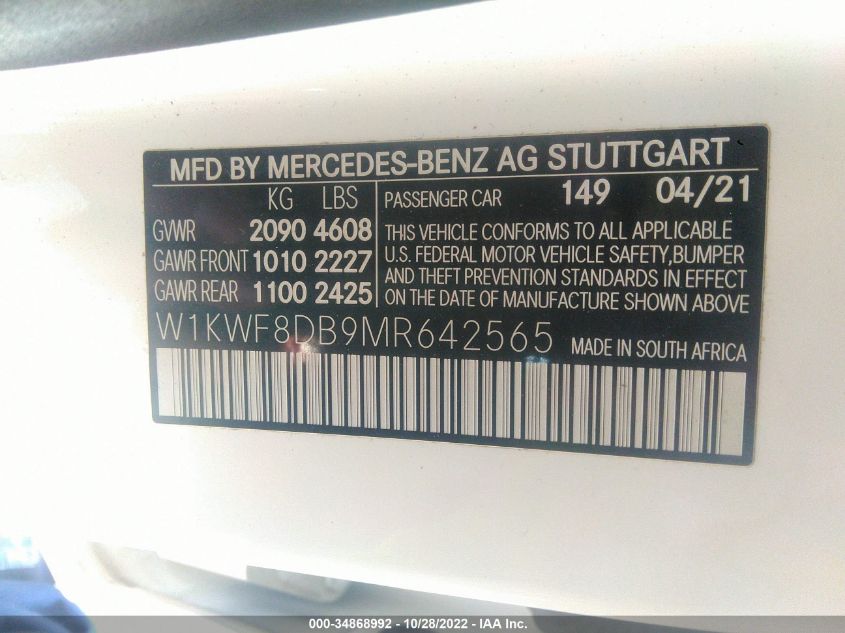 MFD BY MERCEDES-BENZ AG STUTTGART
KG LBS
GVWR 2090 4608
GAWR FRONT 1010 2227
GAWR REAR 1100 2425
PASSENGER CAR 149 04/21
THIS VEHICLE CONFORMS TO ALL APPLICABLE
U.S. FEDERAL MOTOR VEHICLE SAFETY,BUMPER
AND THEFT PREVENTION STANDARDS IN EFFECT
ON THE DATE OF MANUFACTURE SHOWN ABOVE
W1KWF8DB9MR642565
MADE IN SOUTH AFRICA
000-34868992 - 10/28/2022 - IAA Inc.